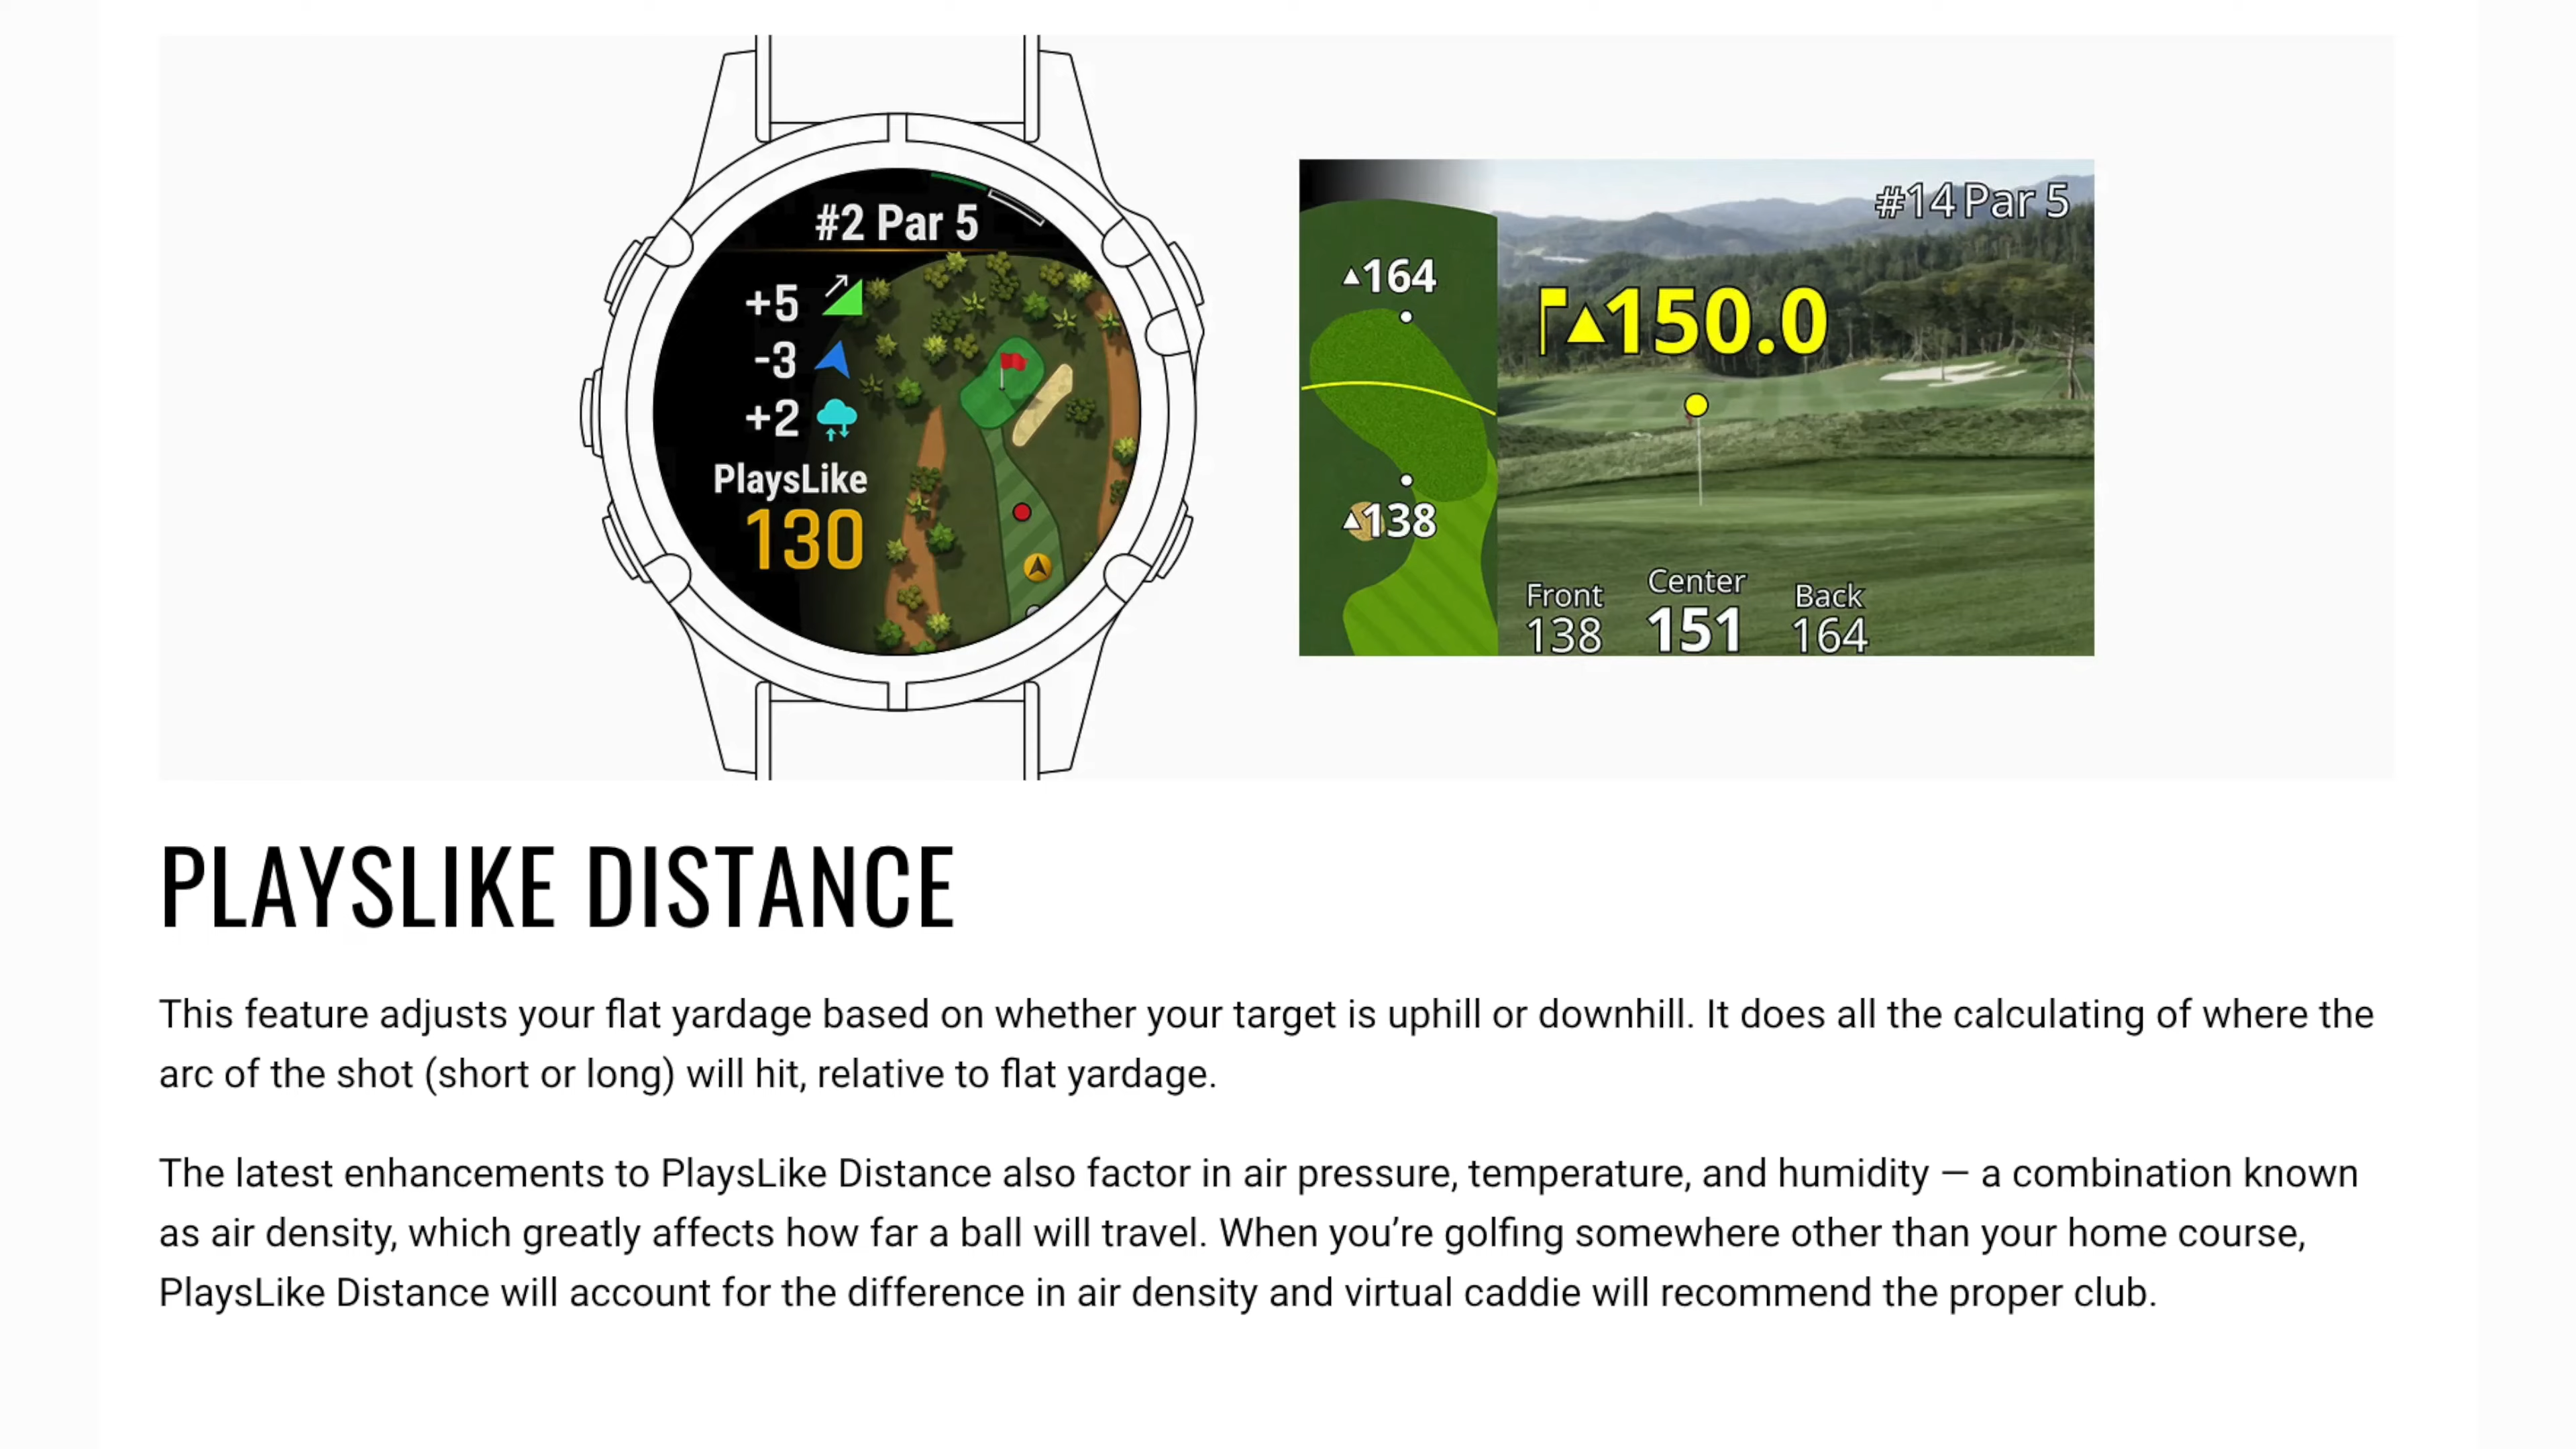 #2 Par 5
+5
-3
+2
PlaysLike
130
#14 Par 5
164
150.0
138
Front Center Back
138 151 164
PLAYSLIKE DISTANCE
This feature adjusts your flat yardage based on whether your target is uphill or downhill. It does all the calculating of where the
arc of the shot (short or long) will hit, relative to flat yardage.
The latest enhancements to PlaysLike Distance also factor in air pressure, temperature, and humidity — a combination known
as air density, which greatly affects how far a ball will travel. When you’re golfing somewhere other than your home course,
PlaysLike Distance will account for the difference in air density and virtual caddie will recommend the proper club.